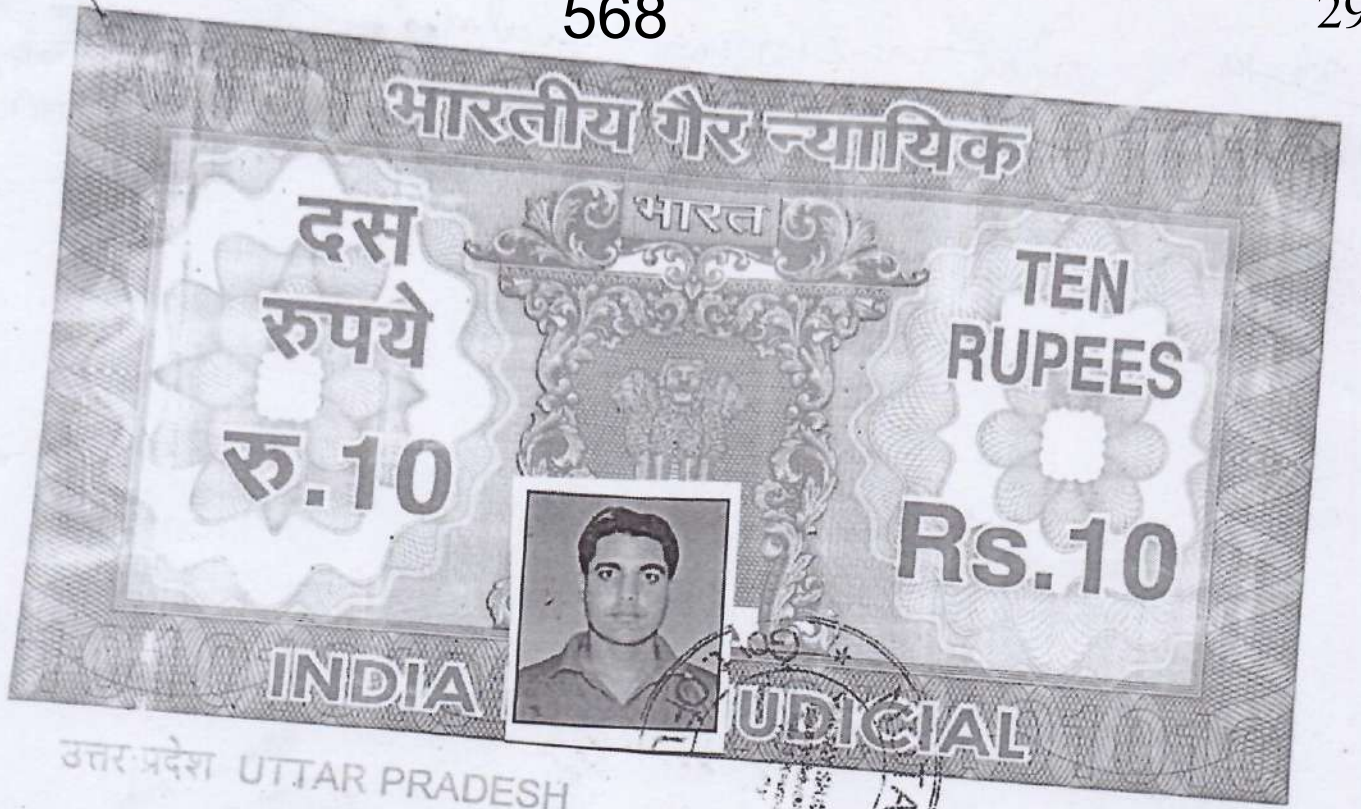 568
29
भारतीय गैर न्यायिक
भारत
दस
रुपये
रु.10
TEN
RUPEES
Rs.10
INDIA UDICIAL
उत्तर प्रदेश UTTAR PRADESH